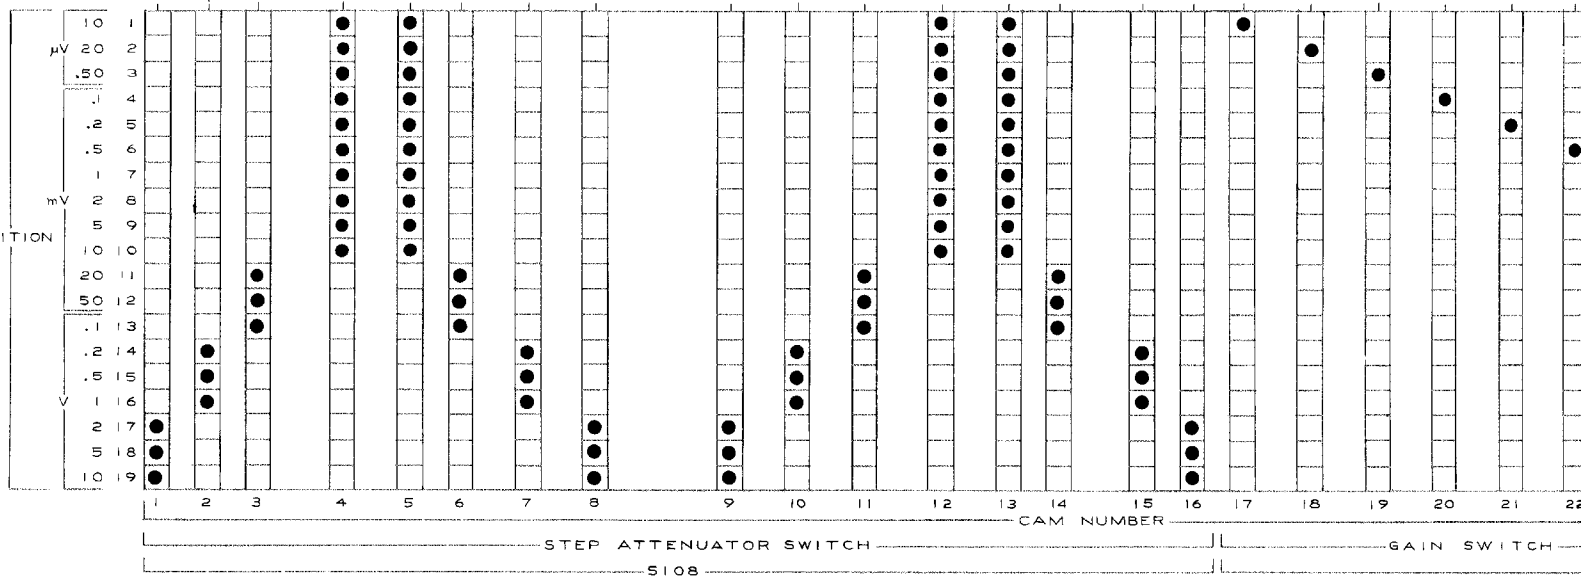 10 1
µV 20 2
.50 3
.1 4
.2 5
.5 6
1 7
mV 2 8
5 9
ITION
10 10
20 11
50 12
.1 13
.2 14
.5 15
V 1 16
2 17
5 18
10 19
1 2 3 4 5 6 7 8 9 10 11 12 13 14 15 16 17 18 19 20 21 22
CAM NUMBER
STEP ATTENUATOR SWITCH GAIN SWITCH
S108